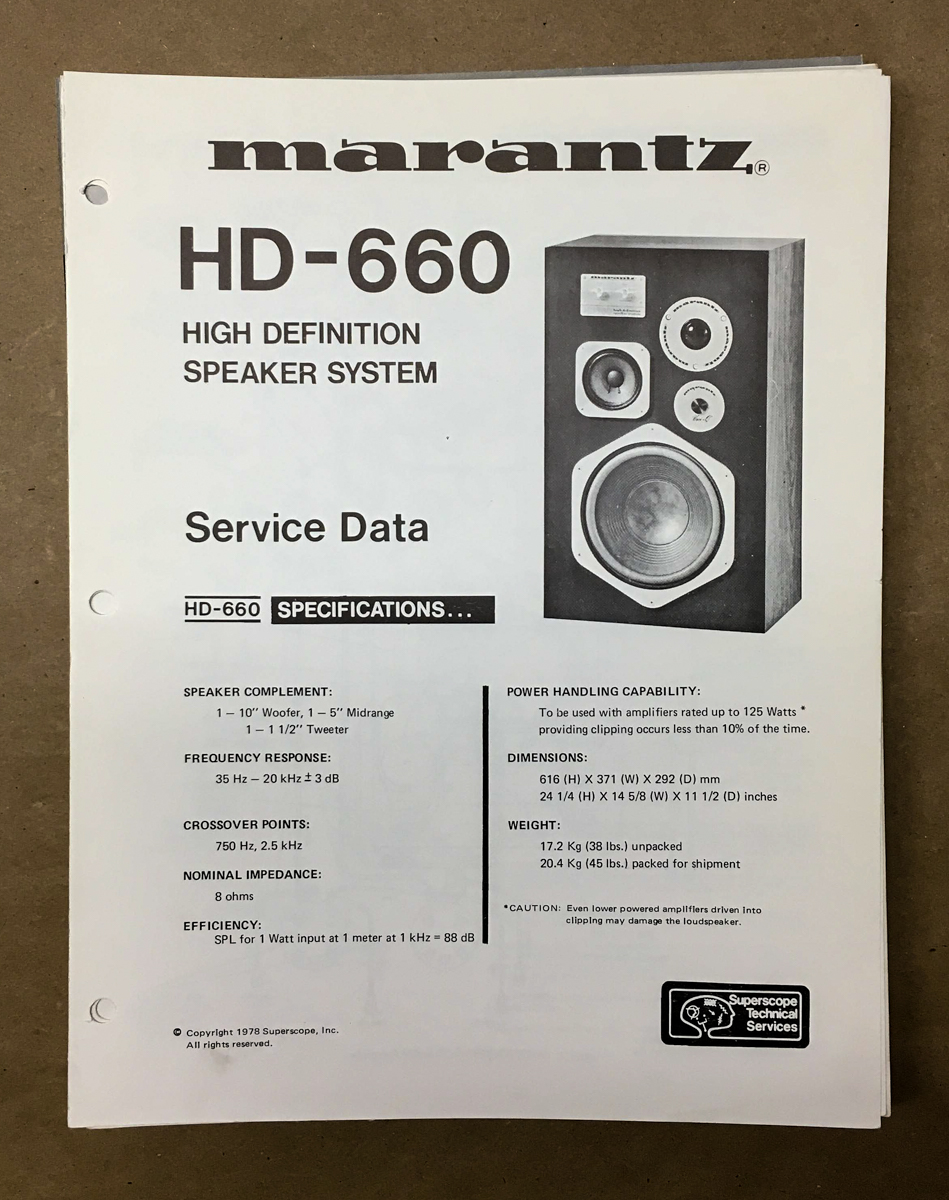 marantz®
HD-660
HIGH DEFINITION
SPEAKER SYSTEM
marantz
marantz
Service Data
HD-660 SPECIFICATIONS...
SPEAKER COMPLEMENT:
1 — 10" Woofer, 1 — 5" Midrange
1 — 1 1/2" Tweeter
FREQUENCY RESPONSE:
35 Hz — 20 kHz ± 3 dB
CROSSOVER POINTS:
750 Hz, 2.5 kHz
NOMINAL IMPEDANCE:
8 ohms
EFFICIENCY:
SPL for 1 Watt input at 1 meter at 1 kHz = 88 dB
POWER HANDLING CAPABILITY:
To be used with amplifiers rated up to 125 Watts *
providing clipping occurs less than 10% of the time.
DIMENSIONS:
616 (H) X 371 (W) X 292 (D) mm
24 1/4 (H) X 14 5/8 (W) X 11 1/2 (D) inches
WEIGHT:
17.2 Kg (38 lbs.) unpacked
20.4 Kg (45 lbs.) packed for shipment
*CAUTION: Even lower powered amplifiers driven into
clipping may damage the loudspeaker.
Superscope
Technical
Services
© Copyright 1978 Superscope, Inc.
All rights reserved.